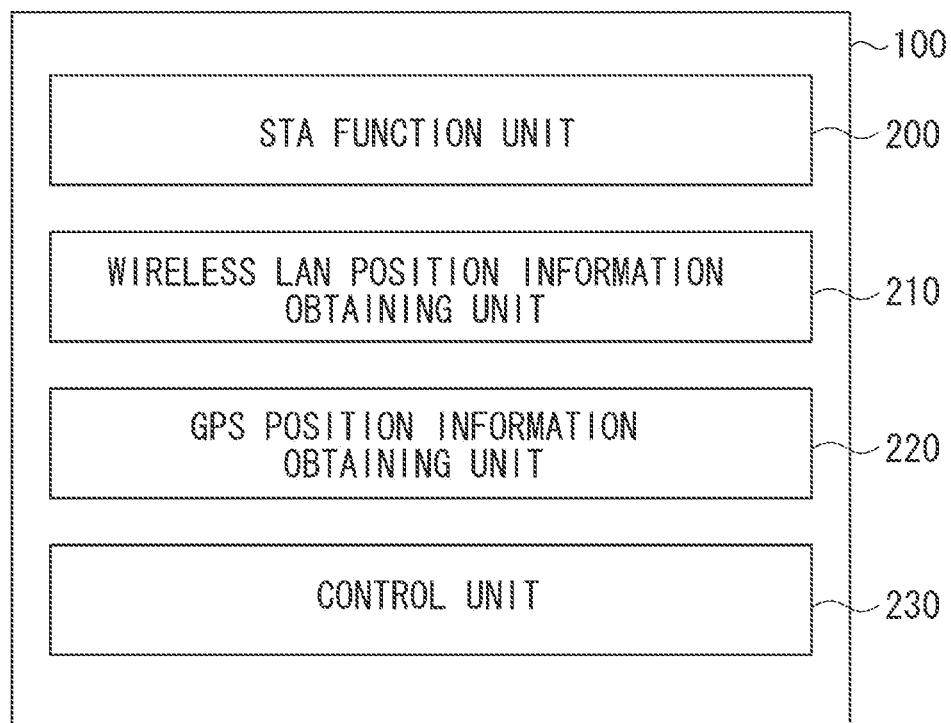 100
STA FUNCTION UNIT
200
WIRELESS LAN POSITION INFORMATION
OBTAINING UNIT
210
GPS POSITION INFORMATION
OBTAINING UNIT
220
CONTROL UNIT
230